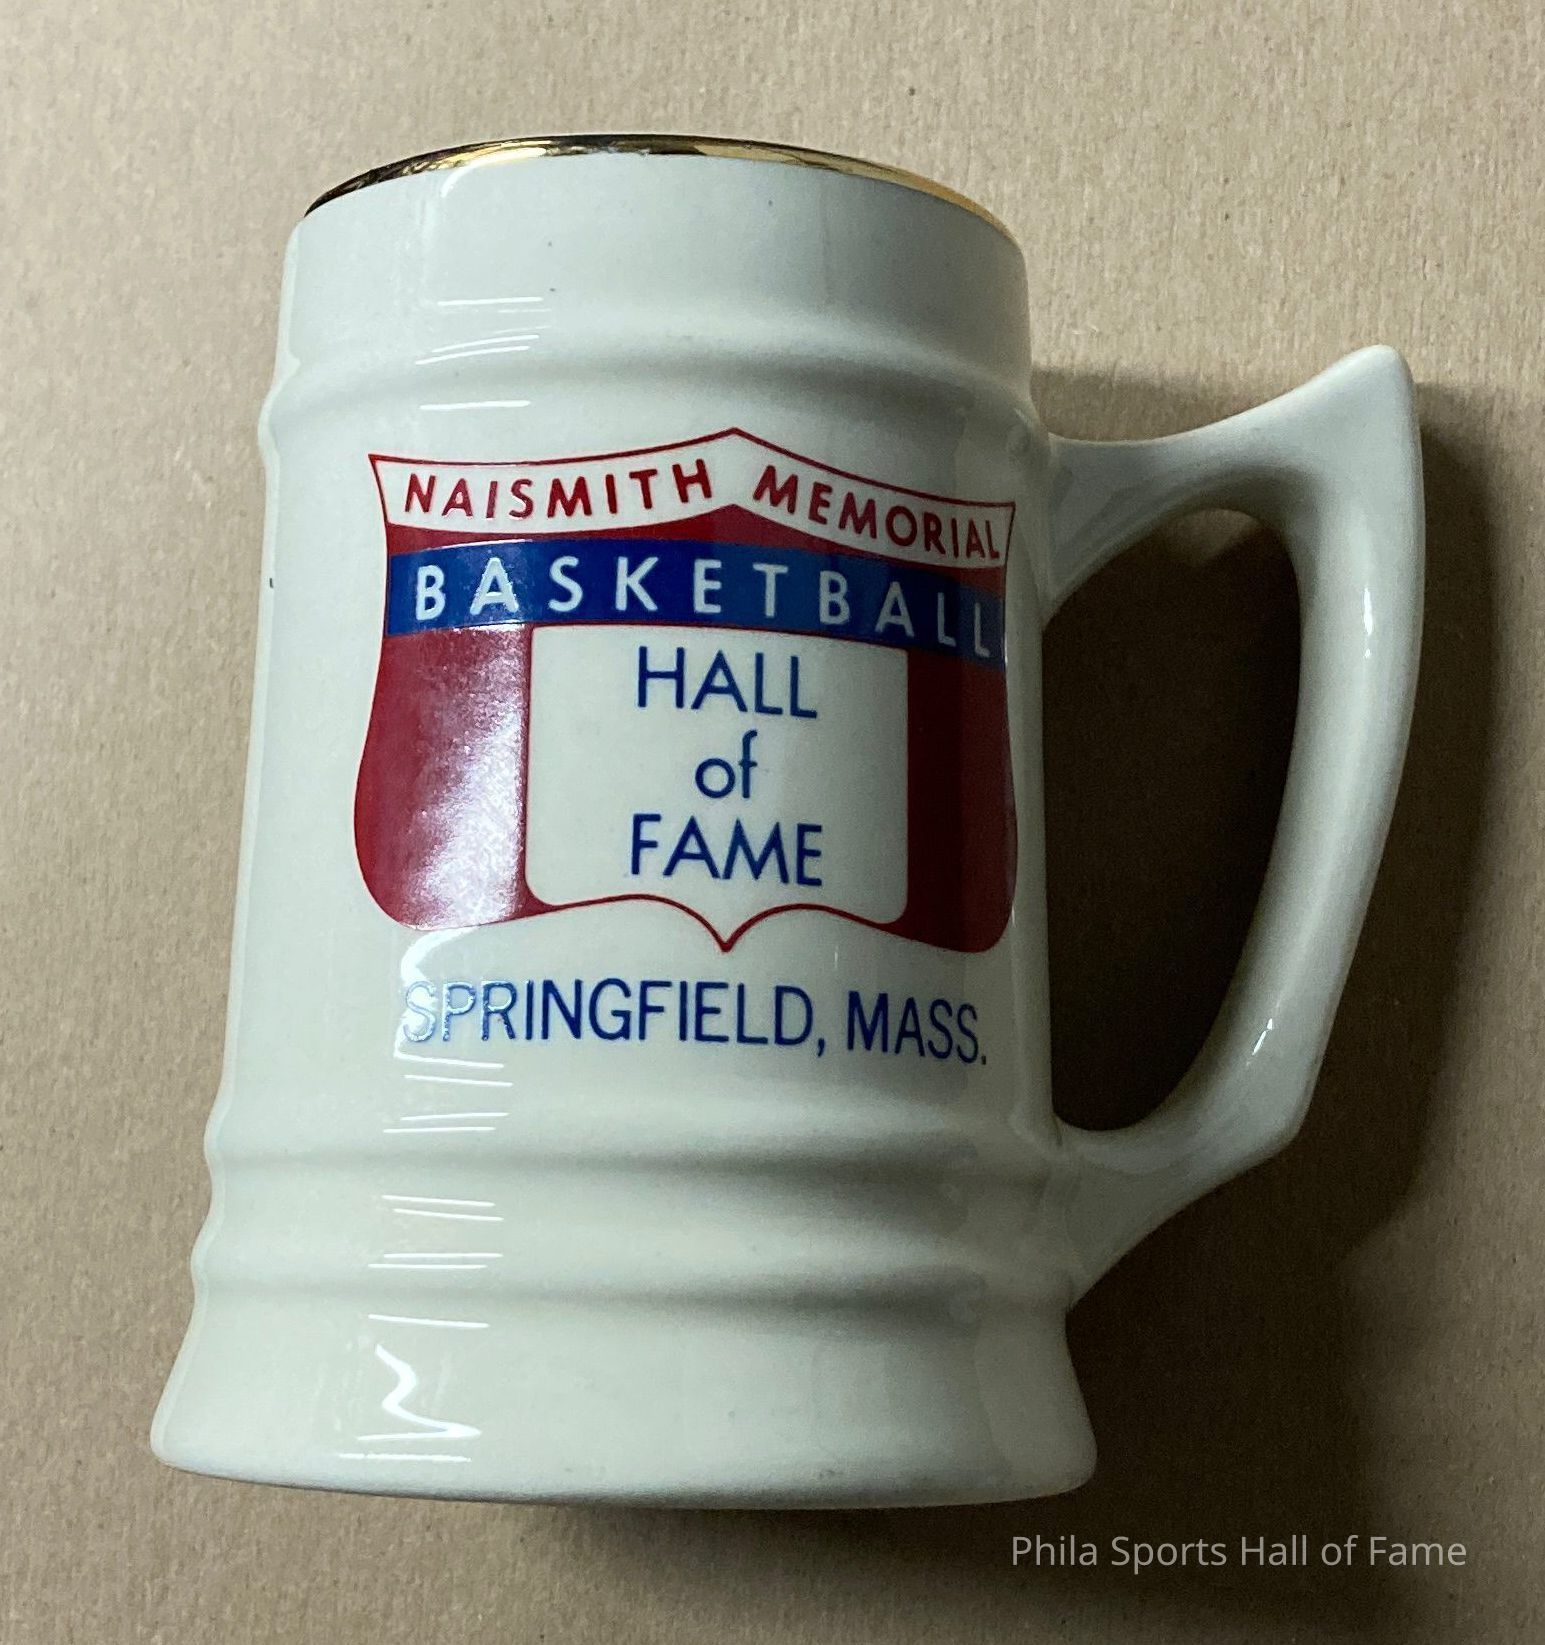 NAISMITH MEMORIAL
BASKETBALL
HALL
of
FAME
SPRINGFIELD, MASS.
Phila Sports Hall of Fame